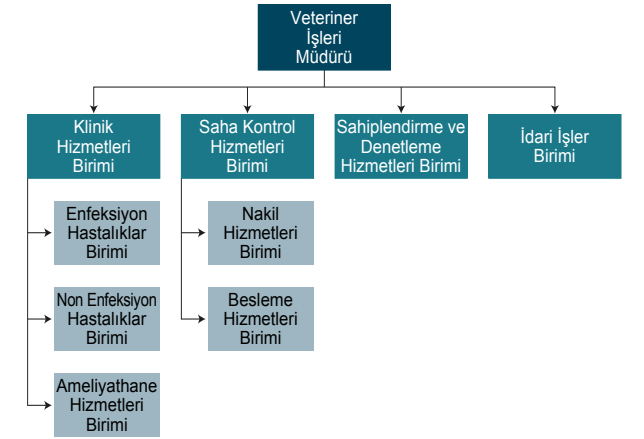 Veteriner
İşleri
Müdürü
Klinik
Hizmetleri
Birimi
Saha Kontrol
Hizmetleri
Birimi
Sahiplendirme ve
Denetleme
Hizmetleri Birimi
İdari İşler
Birimi
Enfeksiyon
Hastalıklar
Birimi
Nakil
Hizmetleri
Birimi
Non Enfeksiyon
Hastalıklar
Birimi
Besleme
Hizmetleri
Birimi
Ameliyathane
Hizmetleri
Birimi